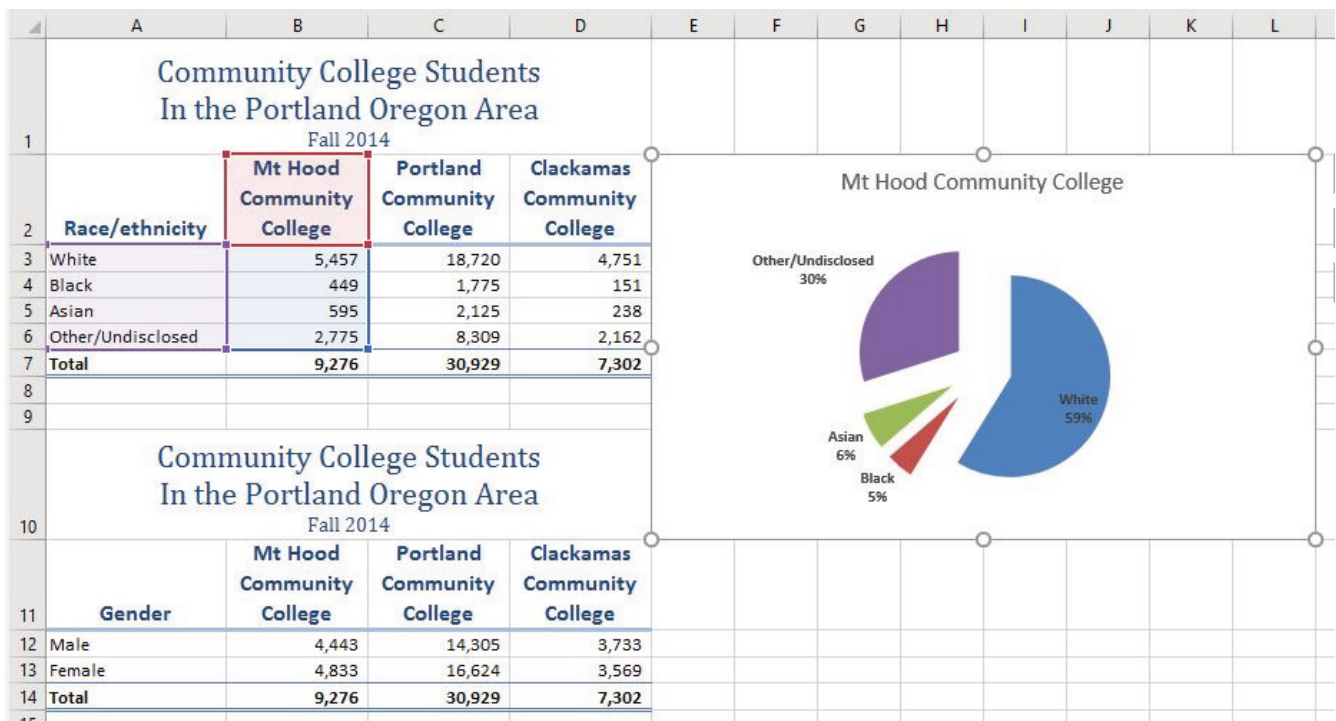 A B C D E F G H I J K L
Community College Students
In the Portland Oregon Area
1 Fall 2014
Mt Hood Portland Clackamas
Community Community Community
2 Race/ethnicity College College College
3 White 5,457 18,720 4,751
4 Black 449 1,775 151
5 Asian 595 2,125 238
6 Other/Undisclosed 2,775 8,309 2,162
7 Total 9,276 30,929 7,302
8
9
Community College Students
In the Portland Oregon Area
10 Fall 2014
Mt Hood Portland Clackamas
Community Community Community
11 Gender College College College
12 Male 4,443 14,305 3,733
13 Female 4,833 16,624 3,569
14 Total 9,276 30,929 7,302
Mt Hood Community College
Other/Undisclosed
30%
White
59%
Asian
6%
Black
5%